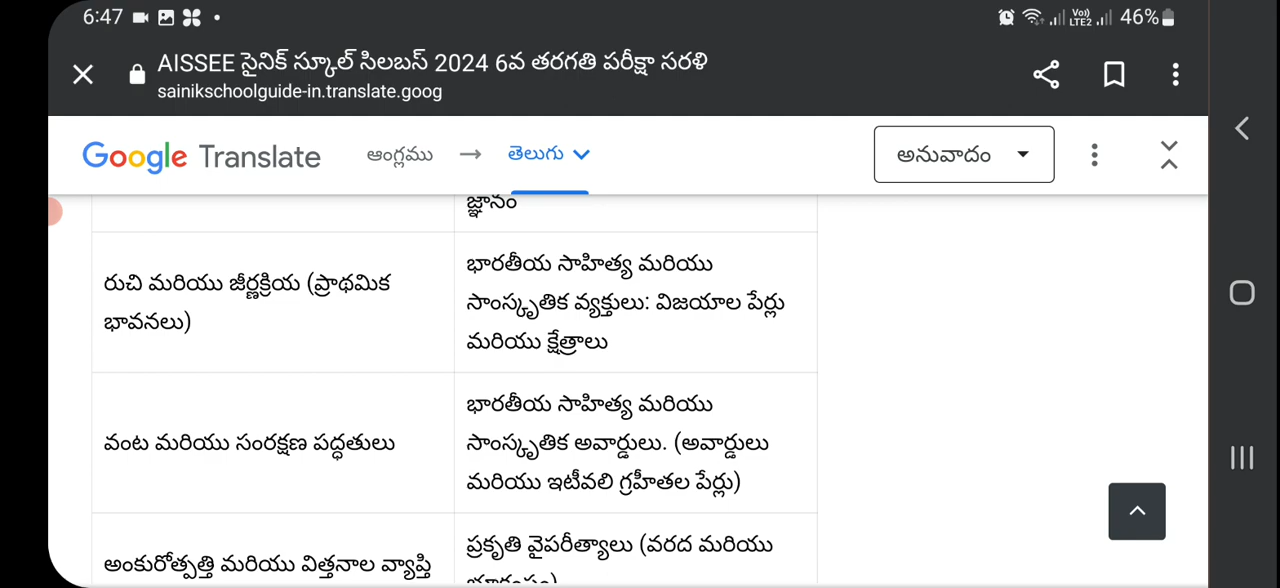 6:47
Vo)) LTE2 46%
AISSEE సైనిక్ స్కూల్ సిలబస్ 2024 6వ తరగతి పరీక్షా సరళి
sainikschoolguide-in.translate.goog
Google Translate ఆంగ్లము → తెలుగు అనువాదం
జ్ఞానం
రుచి మరియు జీర్ణక్రియ (ప్రాథమిక
భావనలు)
భారతీయ సాహిత్య మరియు
సాంస్కృతిక వ్యక్తులు: విజయాల పేర్లు
మరియు క్షేత్రాలు
వంట మరియు సంరక్షణ పద్ధతులు
భారతీయ సాహిత్య మరియు
సాంస్కృతిక అవార్డులు. (అవార్డులు
మరియు ఇటీవలి గ్రహీతల పేర్లు)
అంకురోత్పత్తి మరియు విత్తనాల వ్యాప్తి
ప్రకృతి వైపరీత్యాలు (వరద మరియు